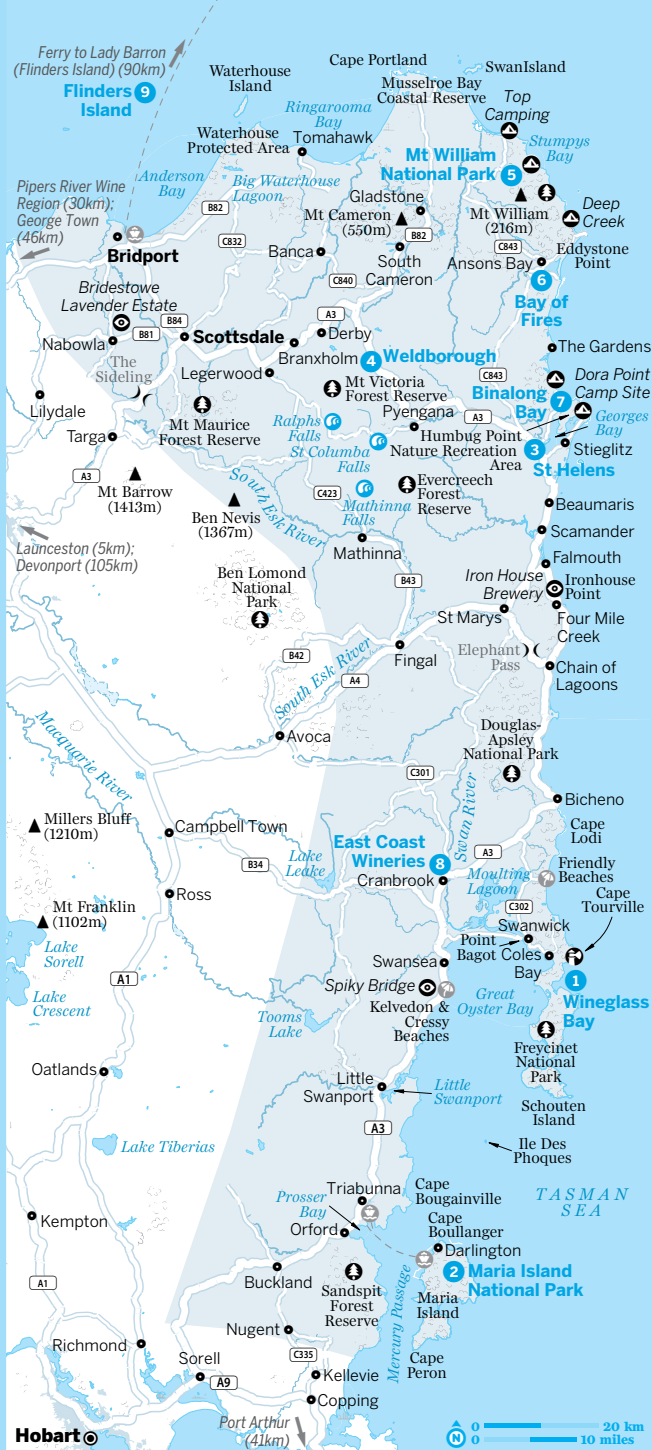 Ferry to Lady Barron
(Flinders Island) (90km)
Flinders
Island
9
Waterhouse
Island
Cape Portland
SwanIsland
Musselroe Bay
Coastal Reserve
Ringarooma
Bay
Top
Camping
Waterhouse
Protected Area
Tomahawk
Stumpys
Bay
Mt William
National Park
5
Anderson
Bay
Big Waterhouse
Lagoon
Pipers River Wine
Region (30km);
George Town
(46km)
Gladstone
Mt Cameron
(550m)
Mt William
(216m)
Deep
Creek
B82
C832
B82
C843
Bridport
Banca
South
Cameron
Ansons Bay
Eddystone
Point
C840
6
Bay of
Fires
Bridestowe
Lavender Estate
A3
B84
B81
Nabowla
Scottsdale
Derby
Branxholm
4
Weldborough
The Gardens
The
Sideling
Legerwood
C843
Dora Point
Camp Site
Mt Victoria
Forest Reserve
Binalong
Bay
7
Lilydale
Mt Maurice
Forest Reserve
Ralphs
Falls
Pyengana
A3
Georges
Bay
Targa
St Columba
Falls
Humbug Point
Nature Recreation
Area
3
St Helens
Stieglitz
A3
Mt Barrow
(1413m)
South Esk River
C423
Evercreech
Forest
Reserve
Ben Nevis
(1367m)
Mathinna
Falls
Beaumaris
Launceston (5km);
Devonport (105km)
Mathinna
Scamander
Falmouth
Ben Lomond
National
Park
B43
Iron House
Brewery
Ironhouse
Point
St Marys
Four Mile
Creek
B42
South Esk River
Fingal
Elephant
Pass
Chain of
Lagoons
A4
Macquarie River
Avoca
Douglas-
Apsley
National Park
C301
Swan River
Bicheno
Millers Bluff
(1210m)
Campbell Town
East Coast
Wineries
8
Cape
Lodi
A3
B34
Lake
Leake
Cranbrook
Moulting
Lagoon
Friendly
Beaches
Ross
Cape
Tourville
Mt Franklin
(1102m)
C302
Swanwick
Lake
Sorell
Point
Bagot
Coles
Bay
Swansea
A1
Spiky Bridge
1
Wineglass
Bay
Lake
Crescent
Kelvedon &
Cressy
Beaches
Great
Oyster Bay
Tooms
Lake
Freycinet
National
Park
Oatlands
Little
Swanport
Little
Swanport
Schouten
Island
A3
Ile Des
Phoques
Lake Tiberias
Triabunna
Cape
Bougainville
TASMAN
SEA
Prosser
Bay
Kempton
Cape
Boullanger
Orford
Darlington
2
Maria Island
National Park
A1
Buckland
Sandspit
Forest
Reserve
Mercury Passage
Maria
Island
Nugent
Richmond
Cape
Peron
Sorell
C335
Kellevie
A9
Copping
Port Arthur
(41km)
Hobart
N
0
20 km
0
10 miles